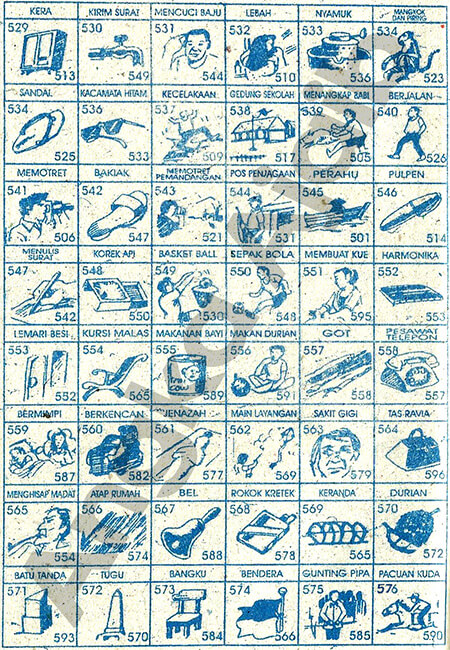 KERA KIRIM SURAT MENCUCI BAJU LEBAH NYAMUK MANGKOK DAN PIRING
529 530 531 532 533 534
513 549 544 510 536 523
SANDAL KACAMATA HITAM KECELAKAAN GEDUNG SEKOLAH MENANGKAP BABI BERJALAN
534 536 537 538 539 540
525 533 509 517 505 526
MEMOTRET BAKIAK MEMOTRET PEMANDANGAN POS PENJAGAAN PERAHU PULPEN
541 542 543 544 545 546
506 547 521 531 501 514
MENULIS SURAT KOREK API BASKET BALL SEPAK BOLA MEMBUAT KUE HARMONIKA
547 548 549 550 551 552
542 550 530 548 595 553
LEMARI BESI KURSI MALAS MAKANAN BAYI MAKAN DURIAN GOT PESAWAT TELEPON
553 554 555 556 557 558
552 565 589 591 558 557
BERMIMPI BERKENCAN JENAZAH MAIN LAYANGAN SAKIT GIGI TAS RAVIA
559 560 561 562 563 564
587 582 577 569 579 596
MENGHISAP MADAT ATAP RUMAH BEL ROKOK KRETEK KERANDA DURIAN
565 566 567 568 569 570
554 574 588 578 565 572
BATU TANDA TUGU BANGKU BENDERA GUNTING PIPA PACUAN KUDA
571 572 573 574 575 576
593 570 584 566 585 590